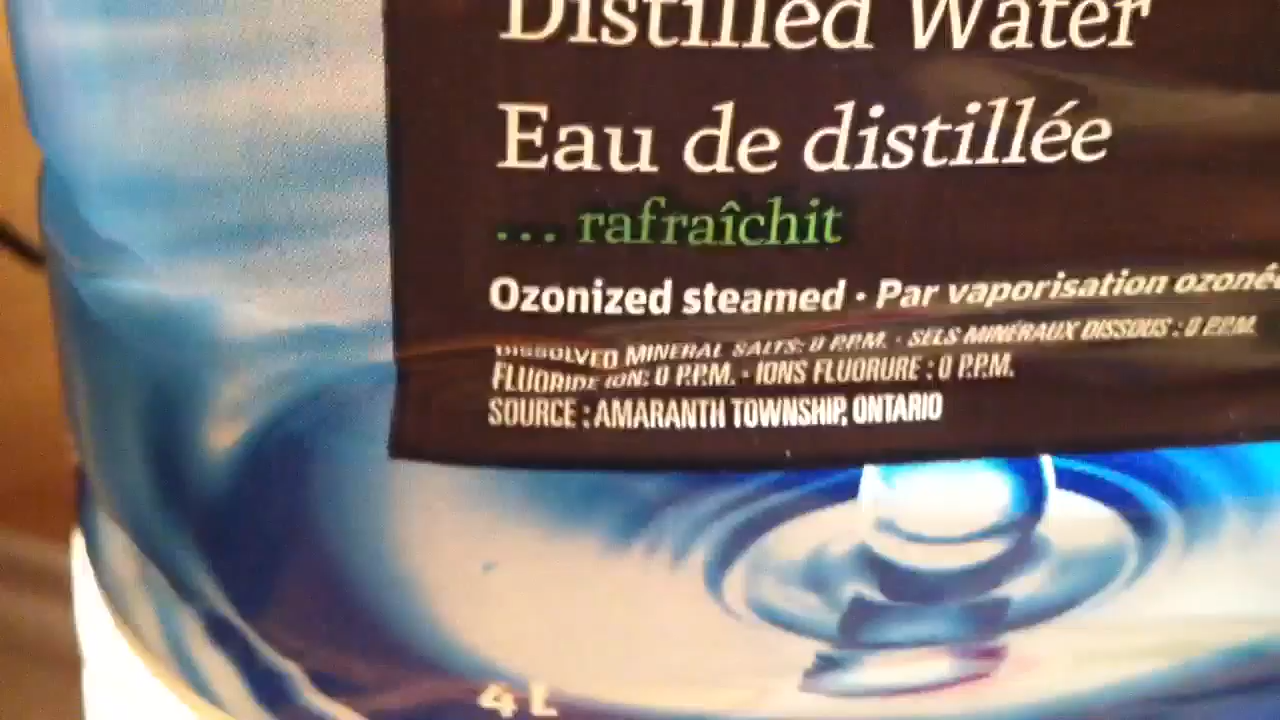 Distilled Water
Eau de distillée
... rafraîchit
Ozonized steamed · Par vaporisation ozoné
DISSOLVED MINERAL SALTS: 0 P.P.M. · SELS MINÉRAUX DISSOUS : 0 P.P.M.
FLUORIDE ION: 0 P.P.M. · IONS FLUORURE : 0 P.P.M.
SOURCE : AMARANTH TOWNSHIP, ONTARIO
4 L